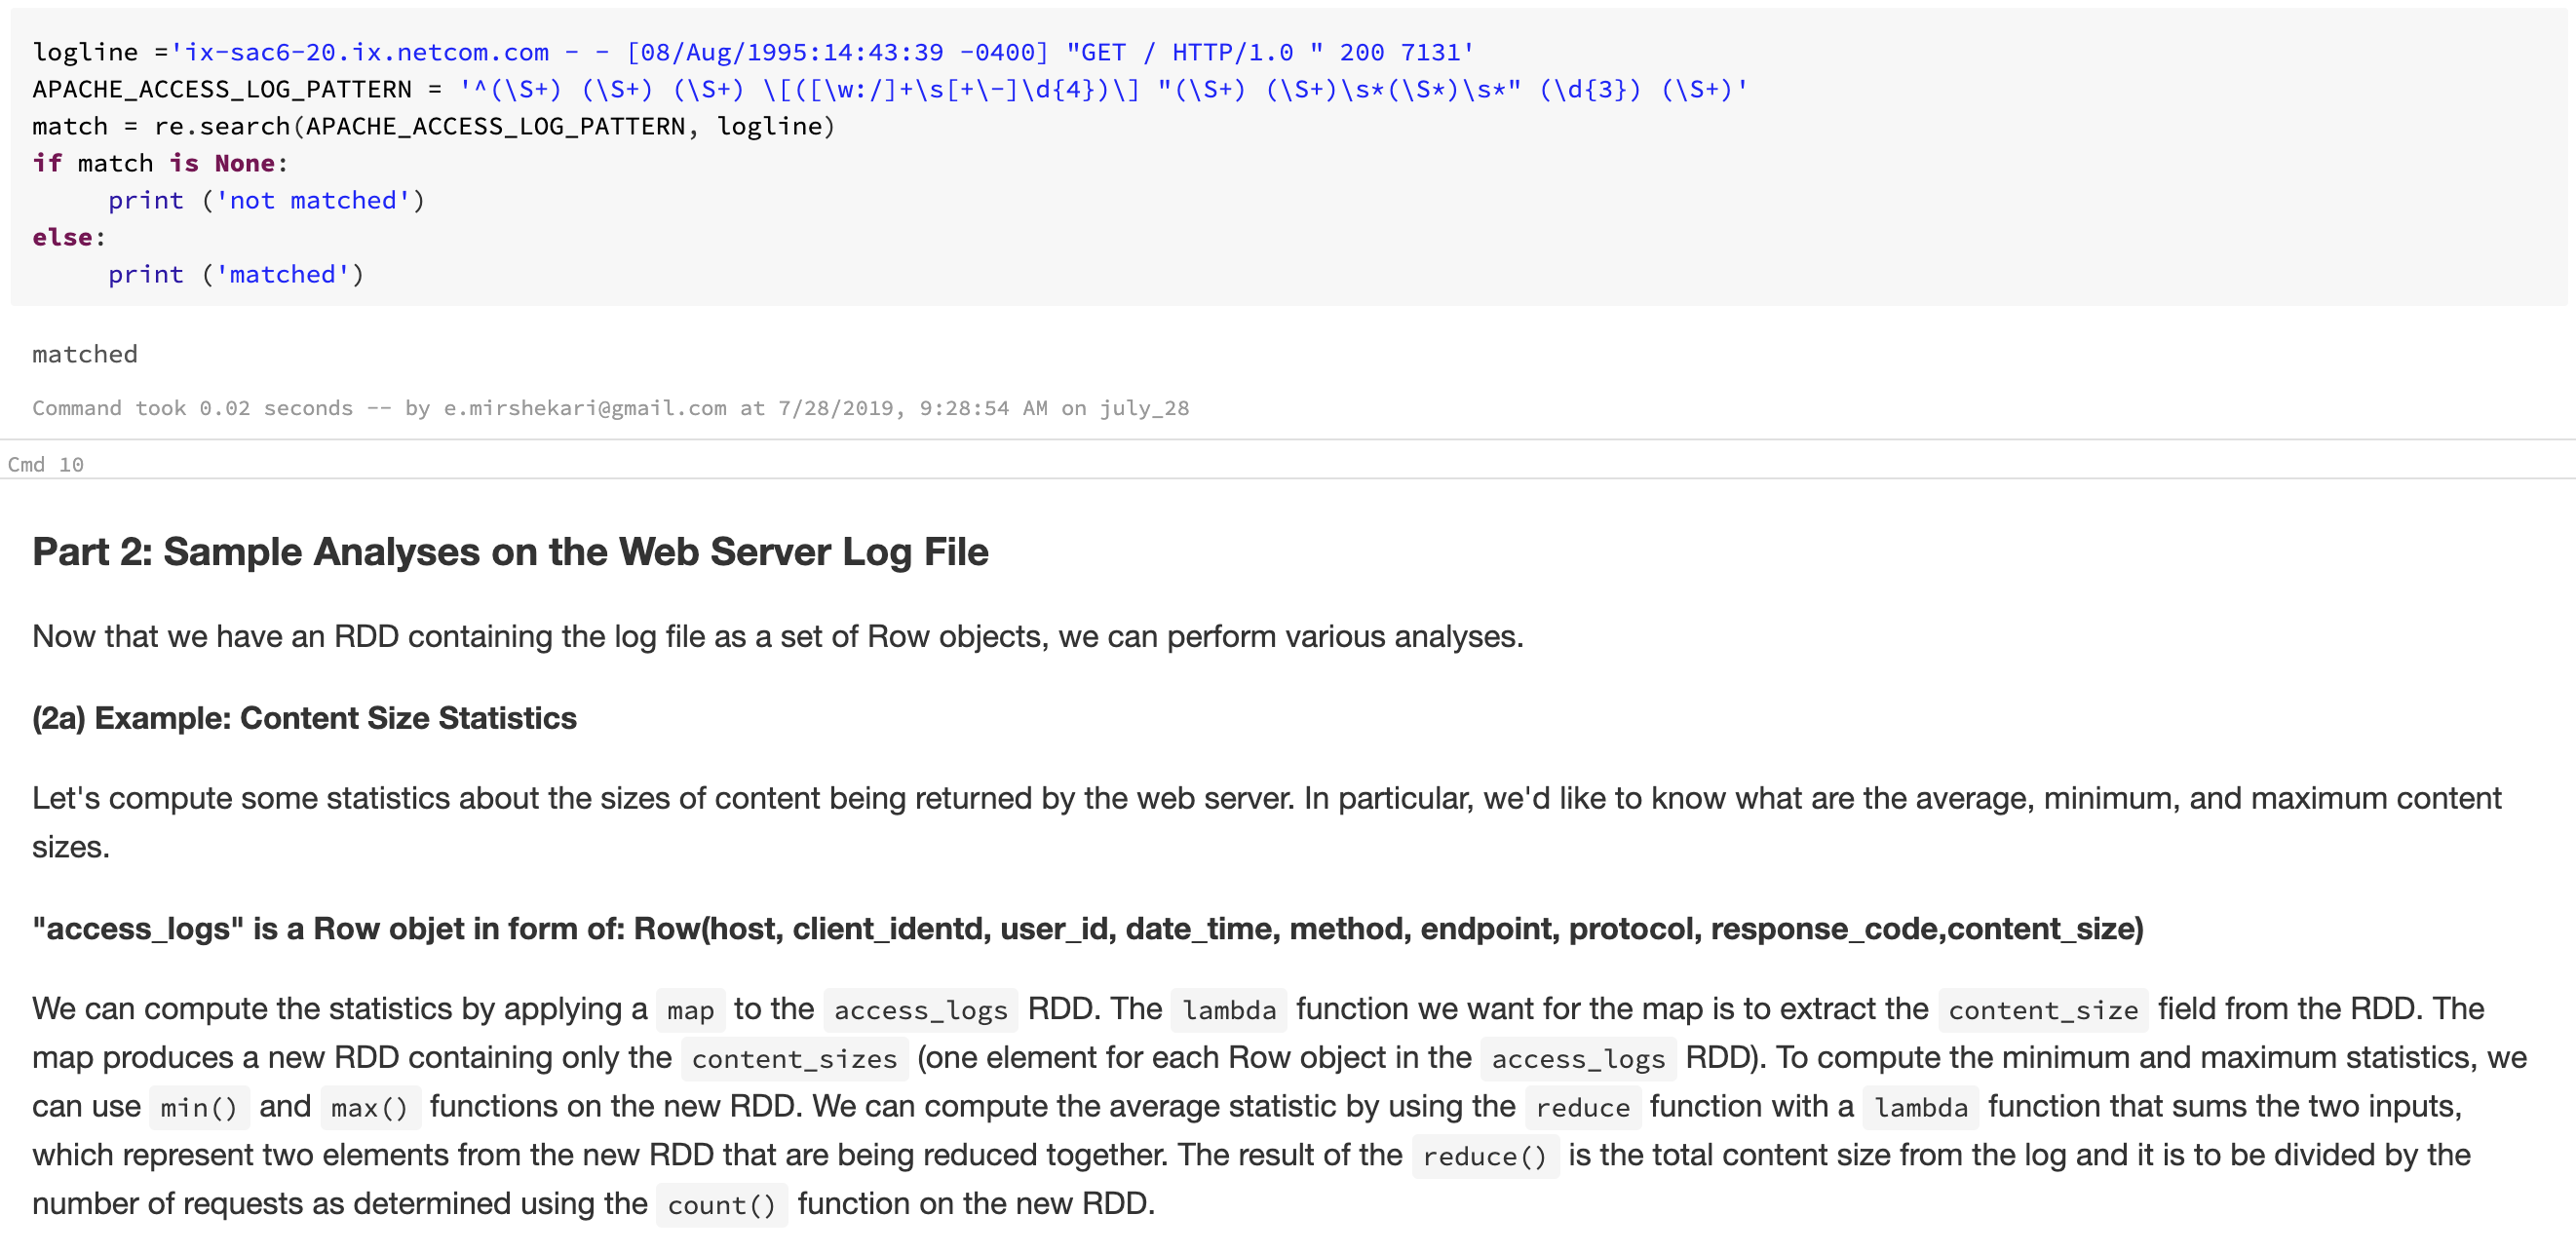 logline ='ix-sac6-20.ix.netcom.com - - [08/Aug/1995:14:43:39 -0400] "GET / HTTP/1.0 " 200 7131'
APACHE_ACCESS_LOG_PATTERN = '^(\S+) (\S+) (\S+) \[([\w:/]+\s[+\-]\d{4})\] "(\S+) (\S+)\s*(\S*)\s*" (\d{3}) (\S+)'
match = re.search(APACHE_ACCESS_LOG_PATTERN, logline)
if match is None:
     print ('not matched')
else:
     print ('matched')
matched
Command took 0.02 seconds -- by e.mirshekari@gmail.com at 7/28/2019, 9:28:54 AM on july_28
Cmd 10
Part 2: Sample Analyses on the Web Server Log File
Now that we have an RDD containing the log file as a set of Row objects, we can perform various analyses.
(2a) Example: Content Size Statistics
Let's compute some statistics about the sizes of content being returned by the web server. In particular, we'd like to know what are the average, minimum, and maximum content
sizes.
"access_logs" is a Row objet in form of: Row(host, client_identd, user_id, date_time, method, endpoint, protocol, response_code,content_size)
We can compute the statistics by applying a map to the access_logs RDD. The lambda function we want for the map is to extract the content_size field from the RDD. The
map produces a new RDD containing only the content_sizes (one element for each Row object in the access_logs RDD). To compute the minimum and maximum statistics, we
can use min() and max() functions on the new RDD. We can compute the average statistic by using the reduce function with a lambda function that sums the two inputs,
which represent two elements from the new RDD that are being reduced together. The result of the reduce() is the total content size from the log and it is to be divided by the
number of requests as determined using the count() function on the new RDD.